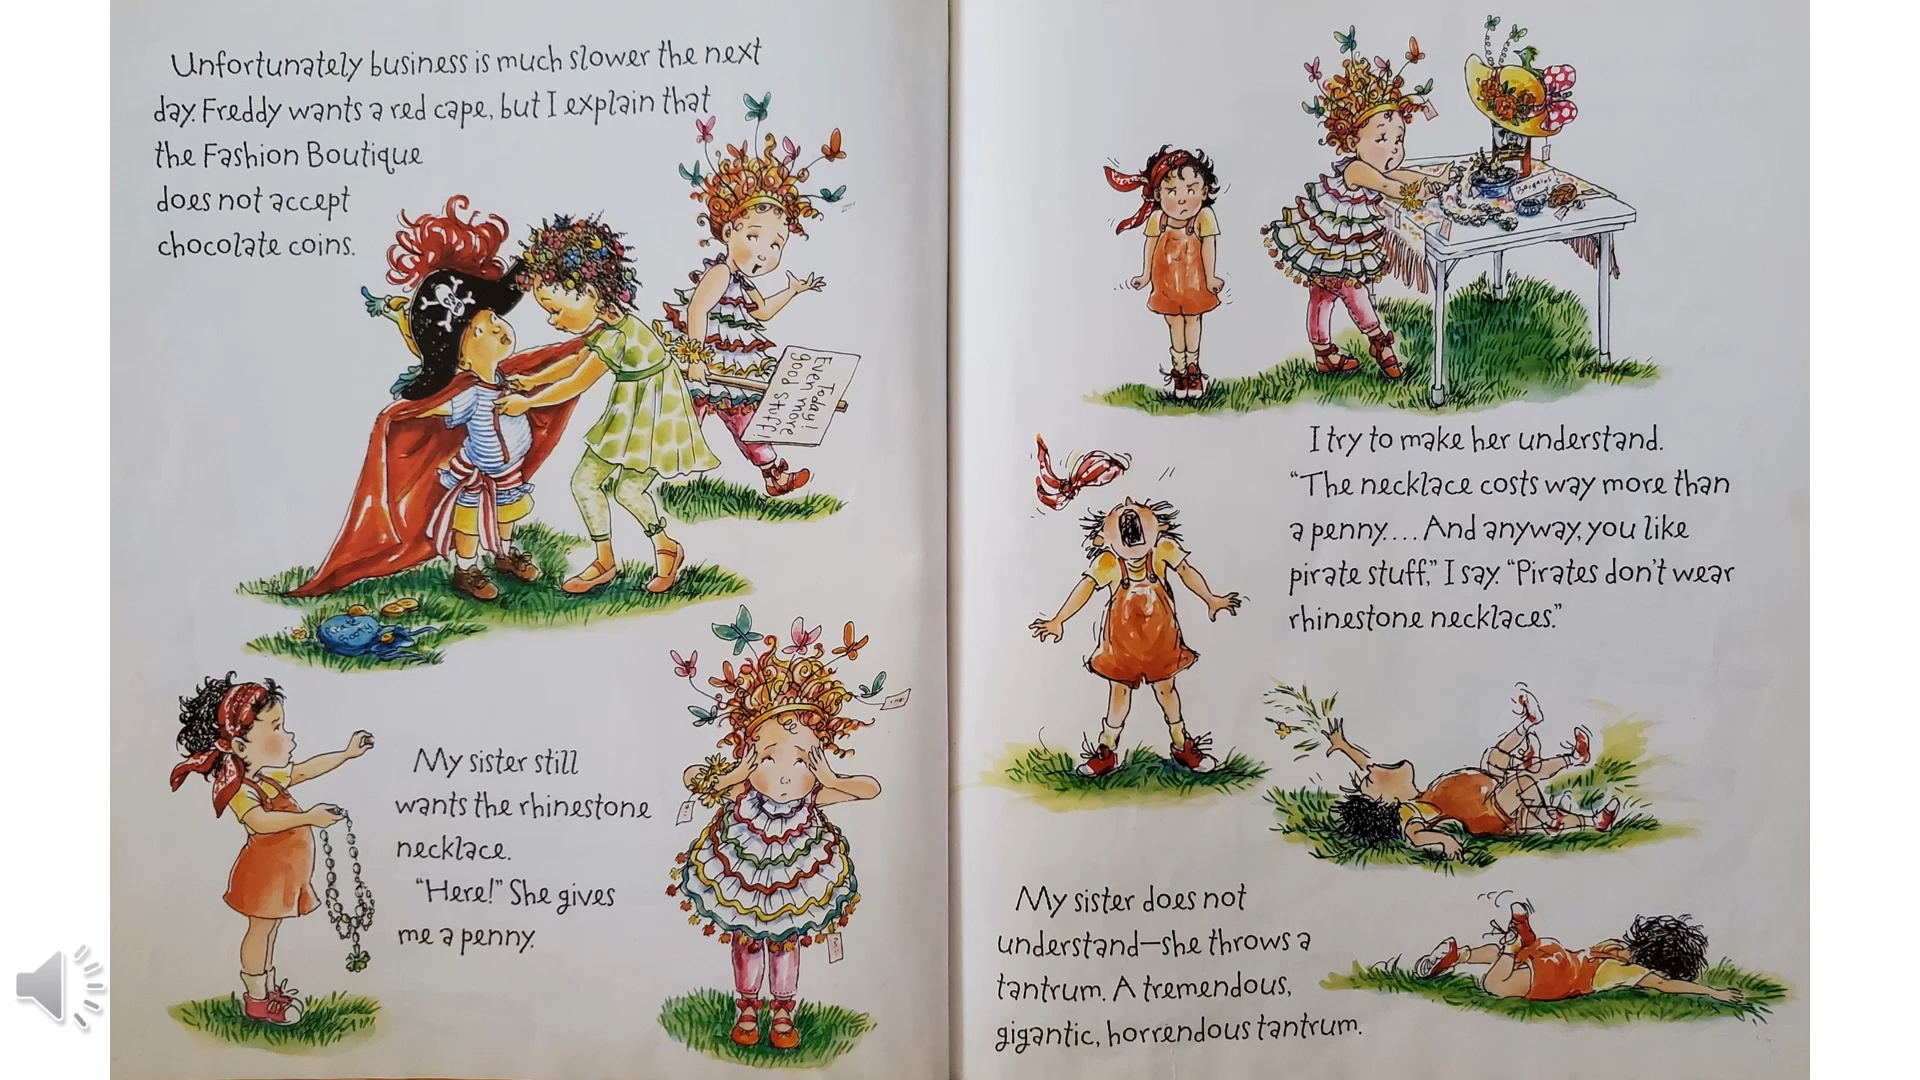 Unfortunately business is much slower the next
day. Freddy wants a red cape, but I explain that
the Fashion Boutique
does not accept
chocolate coins.
Today!
Even more
good stuff!
My sister still
wants the rhinestone
necklace.
"Here!" She gives
me a penny.
Bargains!
I try to make her understand.
"The necklace costs way more than
a penny.... And anyway, you like
pirate stuff," I say. "Pirates don't wear
rhinestone necklaces."
My sister does not
understand—she throws a
tantrum. A tremendous,
gigantic, horrendous tantrum.